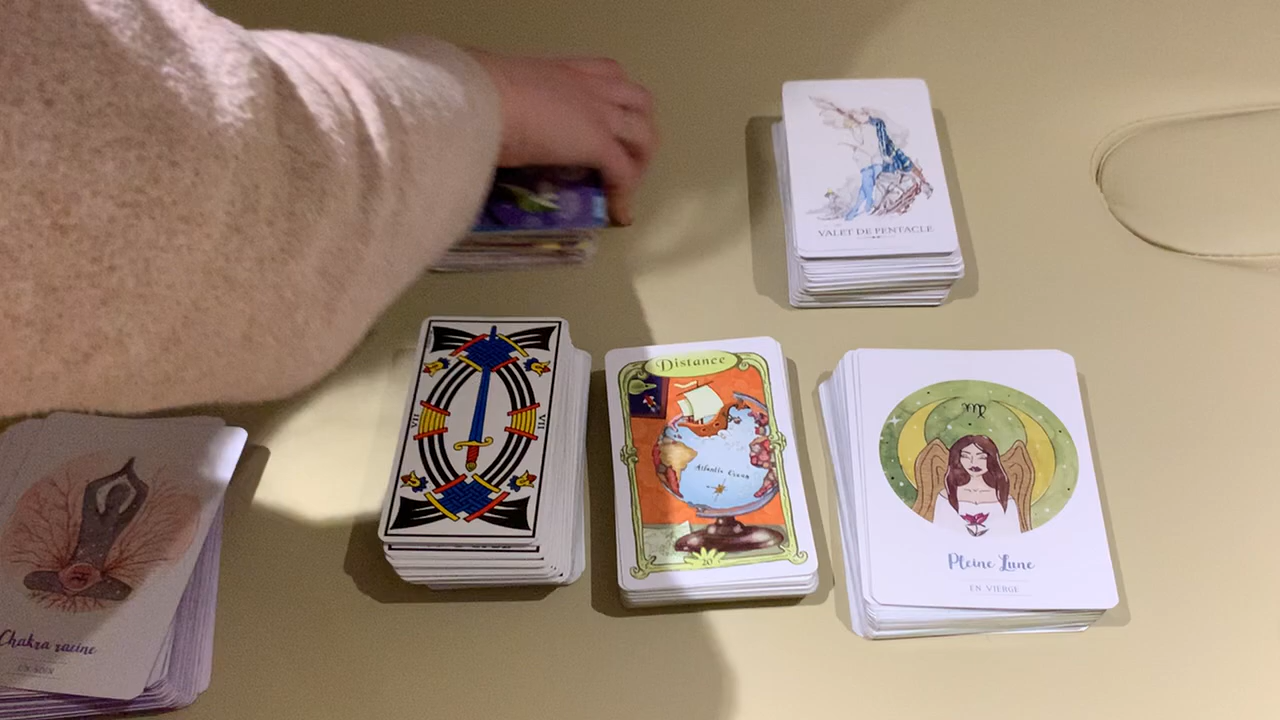 VALET DE PENTACLE
VII
VII
Distance
Atlantic Ocean
20
Pleine Lune
EN VIERGE
Chakra racine